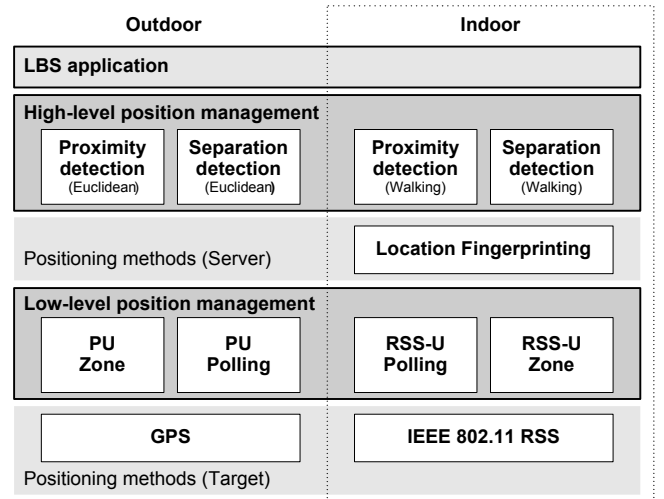 Outdoor Indoor
LBS application
High-level position management
Proximity detection (Euclidean)
Separation detection (Euclidean)
Proximity detection (Walking)
Separation detection (Walking)
Location Fingerprinting
Positioning methods (Server)
Low-level position management
PU Zone
PU Polling
RSS-U Polling
RSS-U Zone
GPS
IEEE 802.11 RSS
Positioning methods (Target)